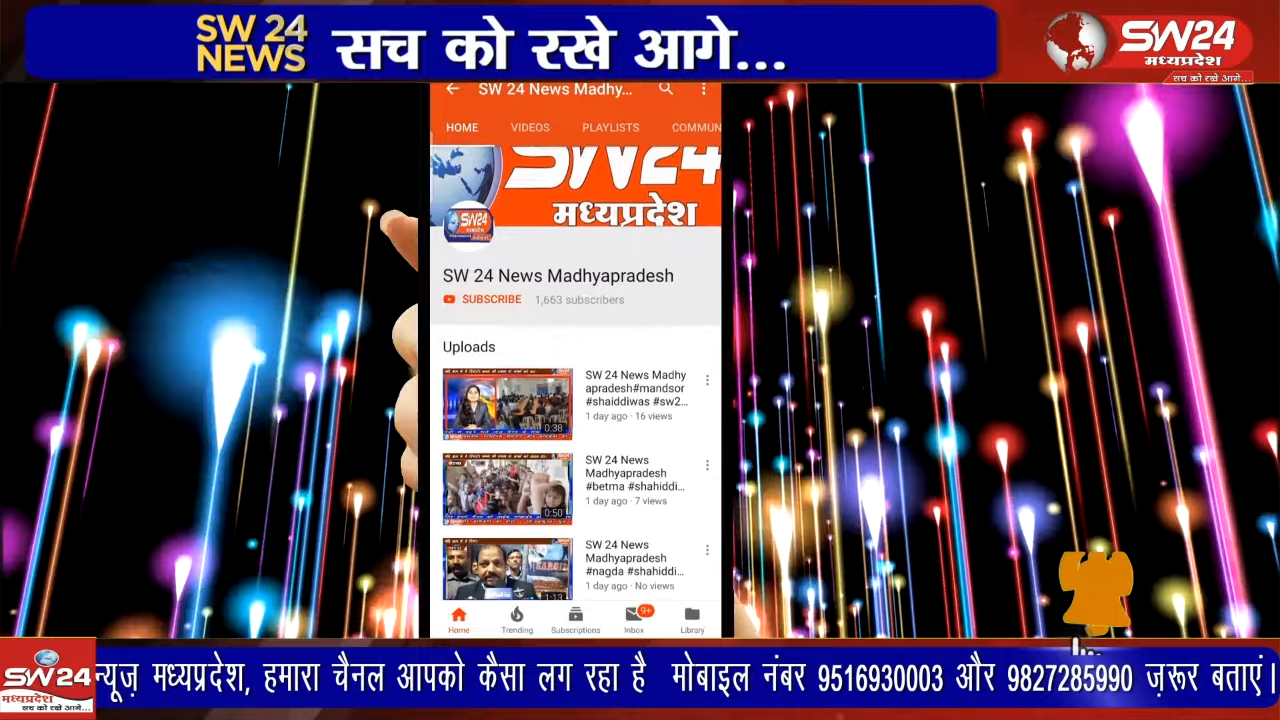 SW 24
NEWS
सच को रखे आगे...
SW24
मध्यप्रदेश
सच को रखे आगे...
SW 24 News Madhy...
HOME VIDEOS PLAYLISTS COMMUN
SW24
मध्यप्रदेश
SW 24 News Madhyapradesh
SUBSCRIBE 1,663 subscribers
Uploads
SW 24 News Madhy
apradesh#mandsor
#shaiddiwas #sw2...
1 day ago · 16 views
0:38
SW 24 News
Madhyapradesh
#betma #shahiddi...
1 day ago · 7 views
0:50
SW 24 News
Madhyapradesh
#nagda #shahiddi...
1 day ago · No views
1:13
9+
Home Trending Subscriptions Inbox Library
SW24
मध्यप्रदेश
सच को रखे आगे...
न्यूज़ मध्यप्रदेश, हमारा चैनल आपको कैसा लग रहा है मोबाइल नंबर 9516930003 और 9827285990 ज़रूर बताएं।